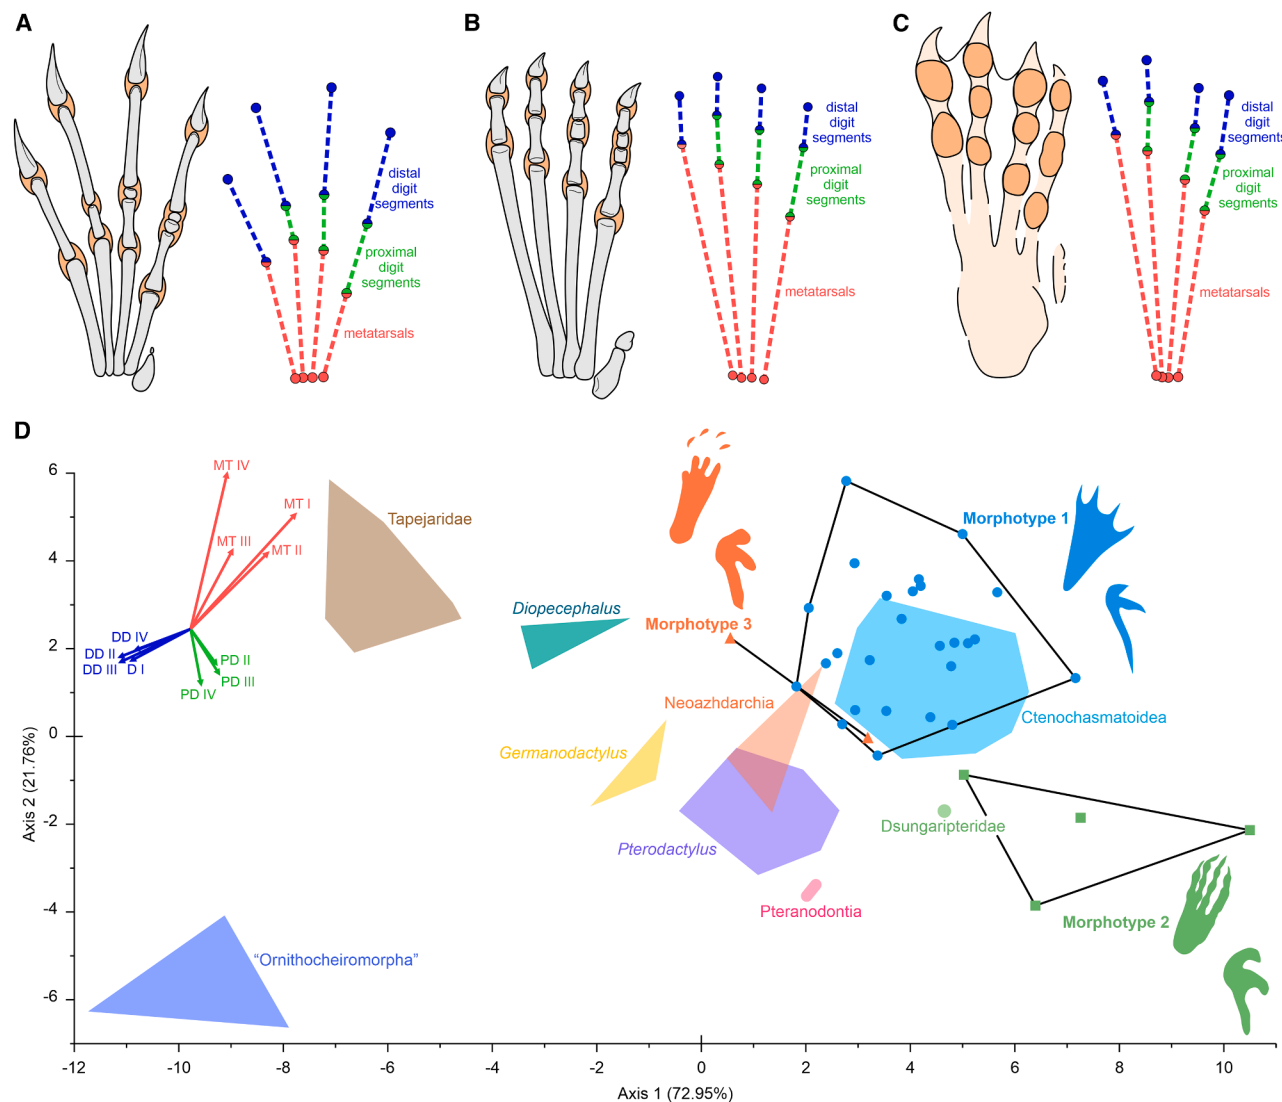 A
B
C
distal
digit
segments
proximal
digit
segments
metatarsals
distal
digit
segments
proximal
digit
segments
metatarsals
distal
digit
segments
proximal
digit
segments
metatarsals
D
MT IV
MT I
MT III
MT II
DD IV
DD II
DD III
D I
PD II
PD III
PD IV
Tapejaridae
Diopecephalus
Morphotype 3
Morphotype 1
Neoazhdarchia
Ctenochasmatoidea
Germanodactylus
Pterodactylus
Dsungaripteridae
Pteranodontia
Morphotype 2
“Ornithocheiromorpha”
Axis 2 (21.76%)
6
4
2
0
-2
-4
-6
-12
-10
-8
-6
-4
-2
0
2
4
6
8
10
Axis 1 (72.95%)